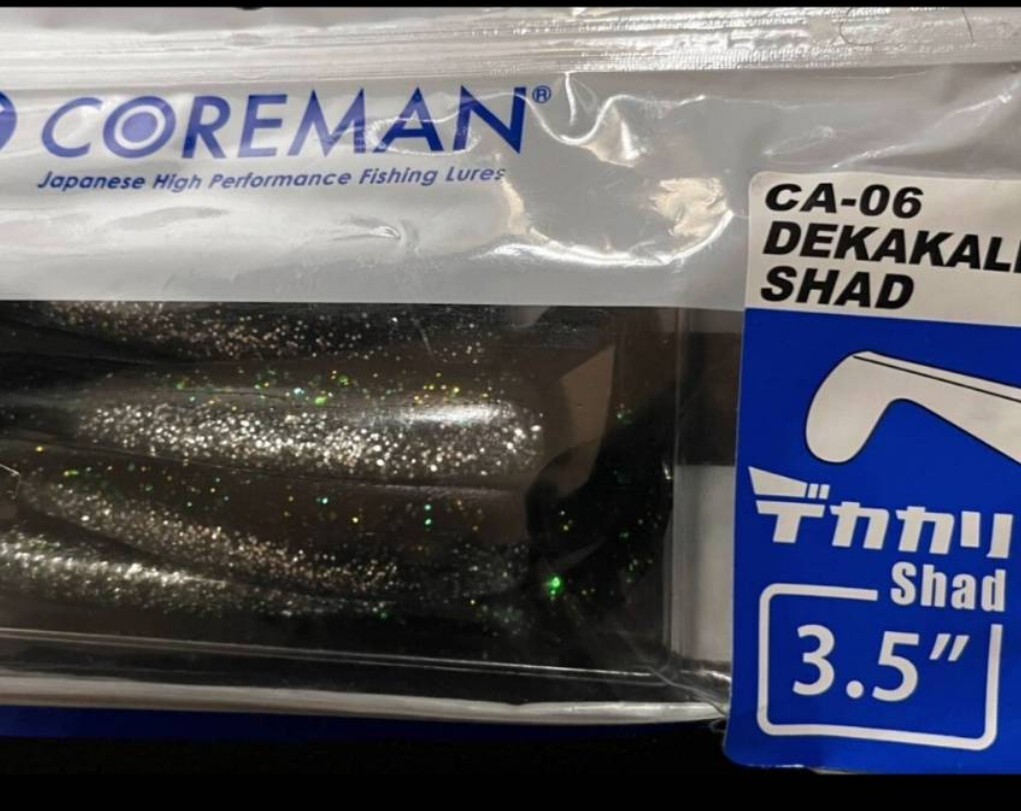 COREMAN®
Japanese High Performance Fishing Lures
CA-06
DEKAKALI
SHAD
デカカリ
Shad
3.5″